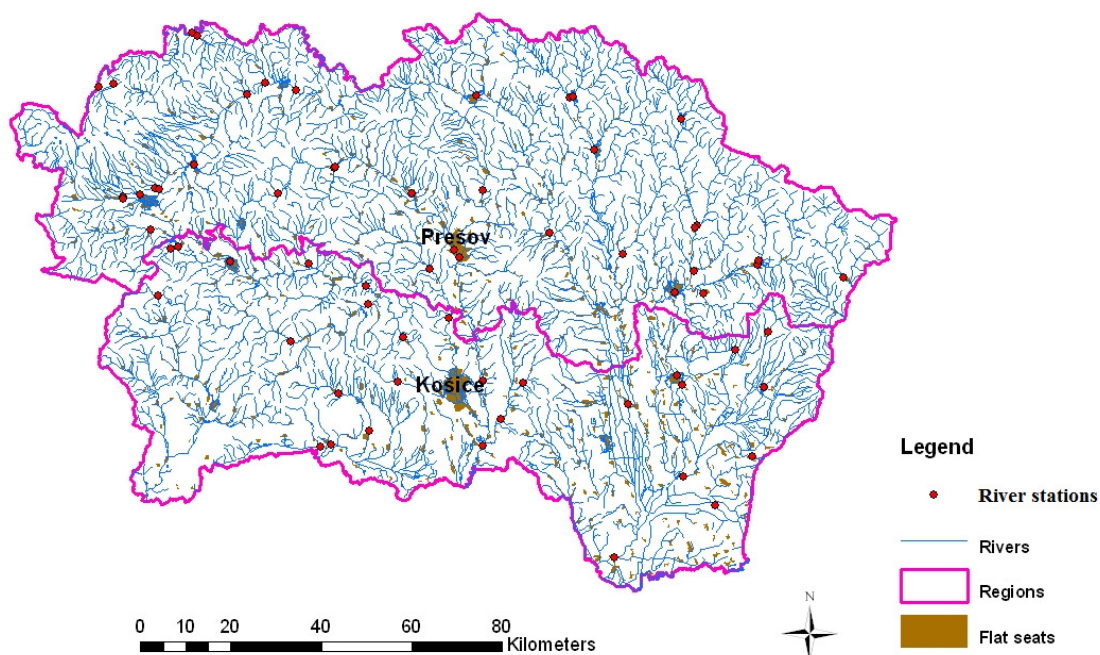 Presov
Kosice
Legend
River stations
Rivers
Regions
Flat seats
N
0 10 20 40 60 80
Kilometers